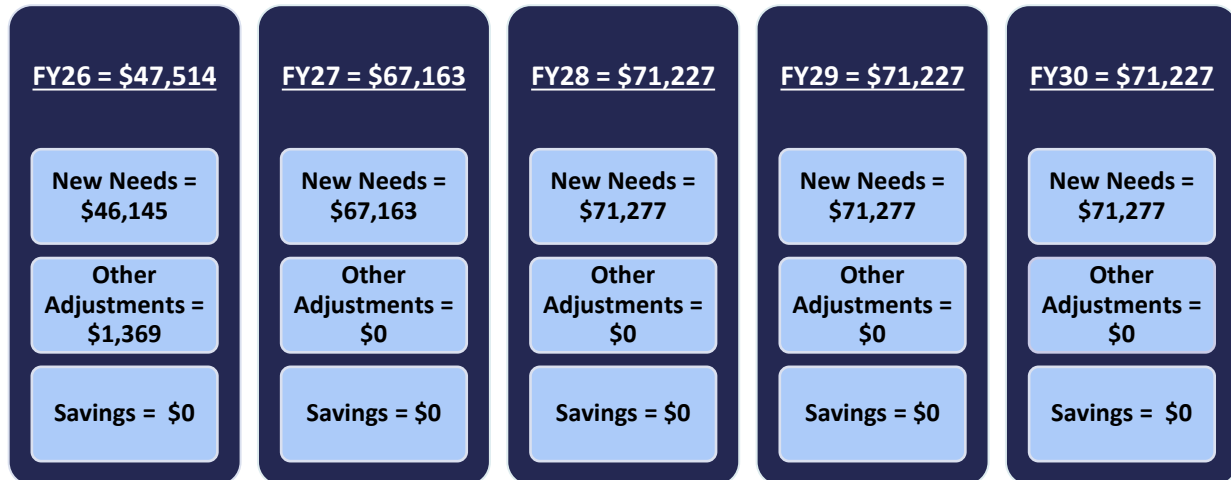 FY26 = $47,514
New Needs =
$46,145
Other
Adjustments =
$1,369
Savings = $0
FY27 = $67,163
New Needs =
$67,163
Other
Adjustments =
$0
Savings = $0
FY28 = $71,227
New Needs =
$71,277
Other
Adjustments =
$0
Savings = $0
FY29 = $71,227
New Needs =
$71,277
Other
Adjustments =
$0
Savings = $0
FY30 = $71,227
New Needs =
$71,277
Other
Adjustments =
$0
Savings = $0